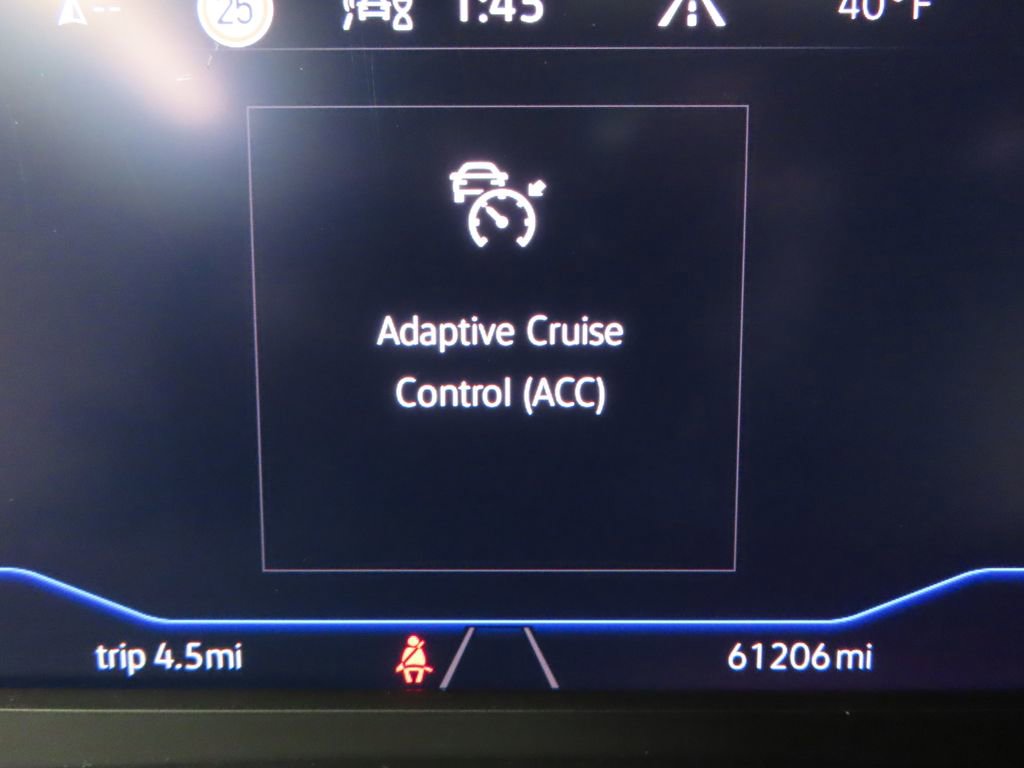 25 1:45 40°F
Adaptive Cruise
Control (ACC)
trip 4.5mi 61206mi